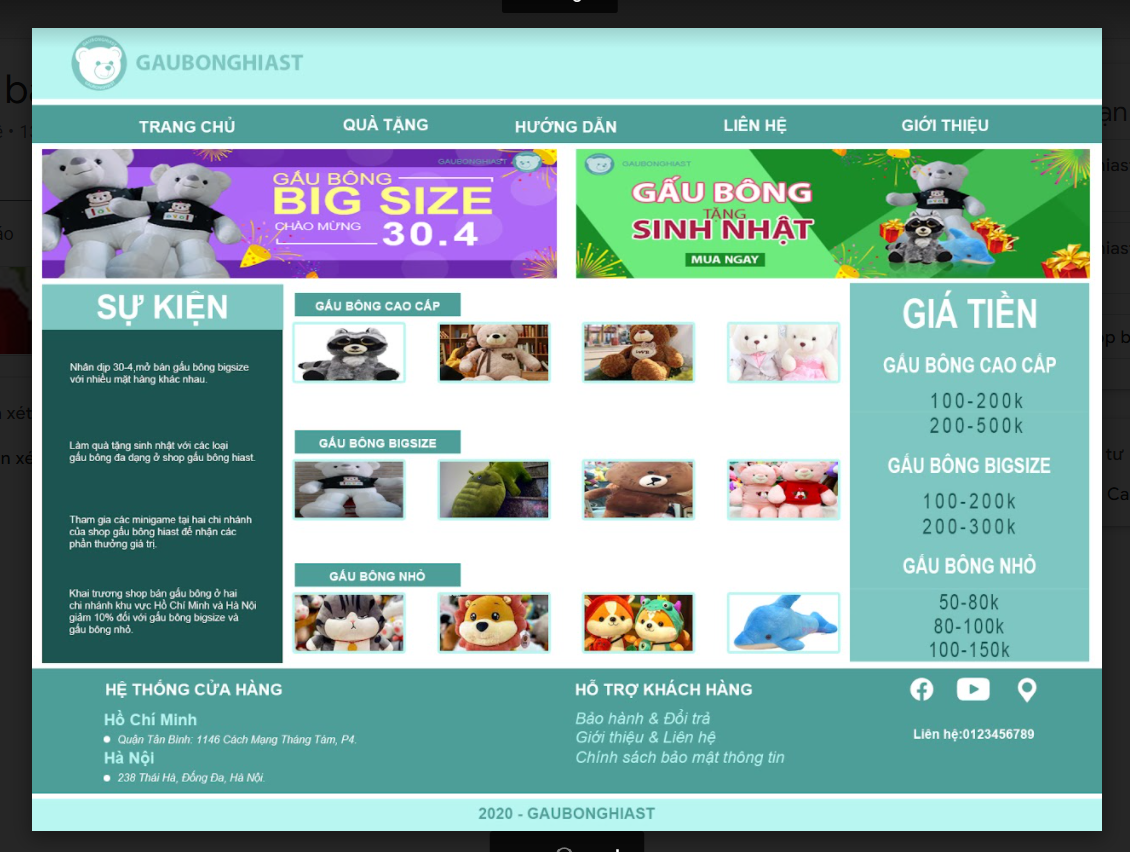 GAUBONGHIAST
TRANG CHỦ
QUÀ TẶNG
HƯỚNG DẪN
LIÊN HỆ
GIỚI THIỆU
GAUBONGHIAST
GẤU BÔNG
BIG SIZE
CHÀO MỪNG
30.4
GAUBONGHIAST
GẤU BÔNG
TẶNG
SINH NHẬT
MUA NGAY
SỰ KIỆN
Nhân dịp 30-4,mở bán gấu bông bigsize
với nhiều mặt hàng khác nhau.
Làm quà tặng sinh nhật với các loại
gấu bông đa dạng ở shop gấu bông hiast.
Tham gia các minigame tại hai chi nhánh
của shop gấu bông hiast để nhận các
phần thưởng giá trị.
Khai trương shop bán gấu bông ở hai
chi nhánh khu vực Hồ Chí Minh và Hà Nội
giảm 10% đối với gấu bông bigsize và
gấu bông nhỏ.
GẤU BÔNG CAO CẤP
GẤU BÔNG BIGSIZE
GẤU BÔNG NHỎ
GIÁ TIỀN
GẤU BÔNG CAO CẤP
100-200k
200-500k
GẤU BÔNG BIGSIZE
100-200k
200-300k
GẤU BÔNG NHỎ
50-80k
80-100k
100-150k
HỆ THỐNG CỬA HÀNG
Hồ Chí Minh
Quận Tân Bình: 1146 Cách Mạng Tháng Tám, P4.
Hà Nội
238 Thái Hà, Đống Đa, Hà Nội.
HỖ TRỢ KHÁCH HÀNG
Bảo hành & Đổi trả
Giới thiệu & Liên hệ
Chính sách bảo mật thông tin
Liên hệ:0123456789
2020 - GAUBONGHIAST